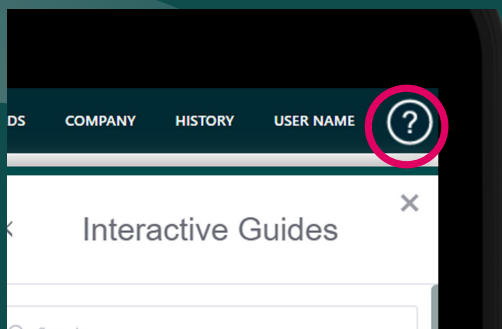 DS COMPANY HISTORY USER NAME ?
Interactive Guides